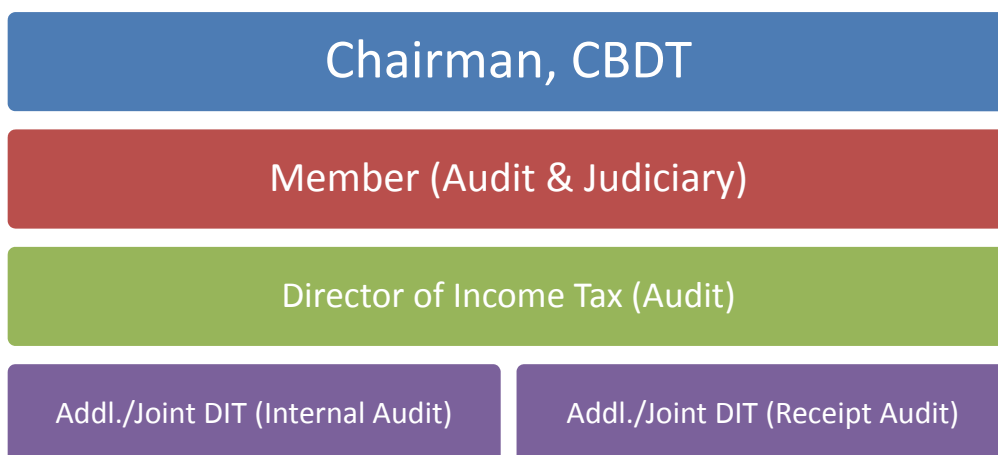 Chairman, CBDT
Member (Audit & Judiciary)
Director of Income Tax (Audit)
Addl./Joint DIT (Internal Audit)
Addl./Joint DIT (Receipt Audit)